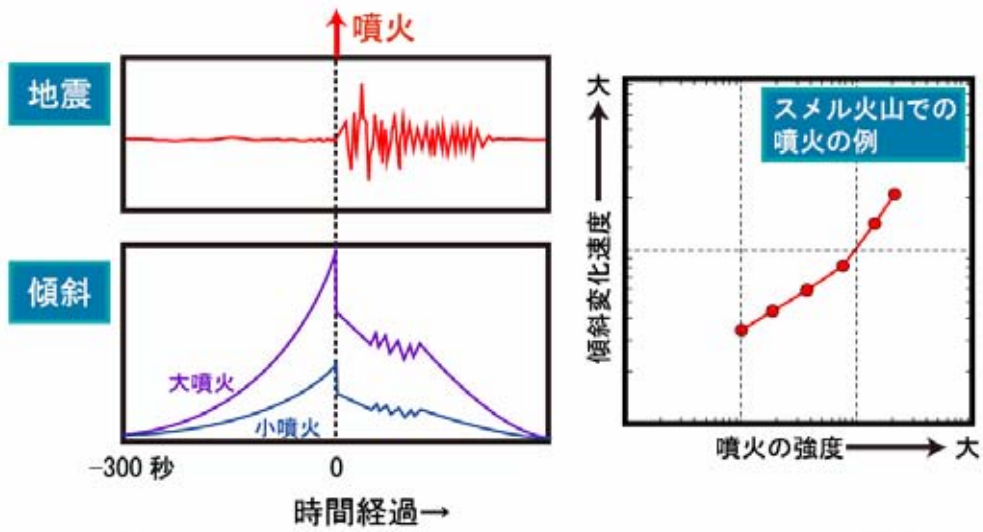 噴火
地震
傾斜
大噴火
小噴火
−300 秒
0
時間経過→
大
傾斜変化速度
スメル火山での
噴火の例
噴火の強度
大